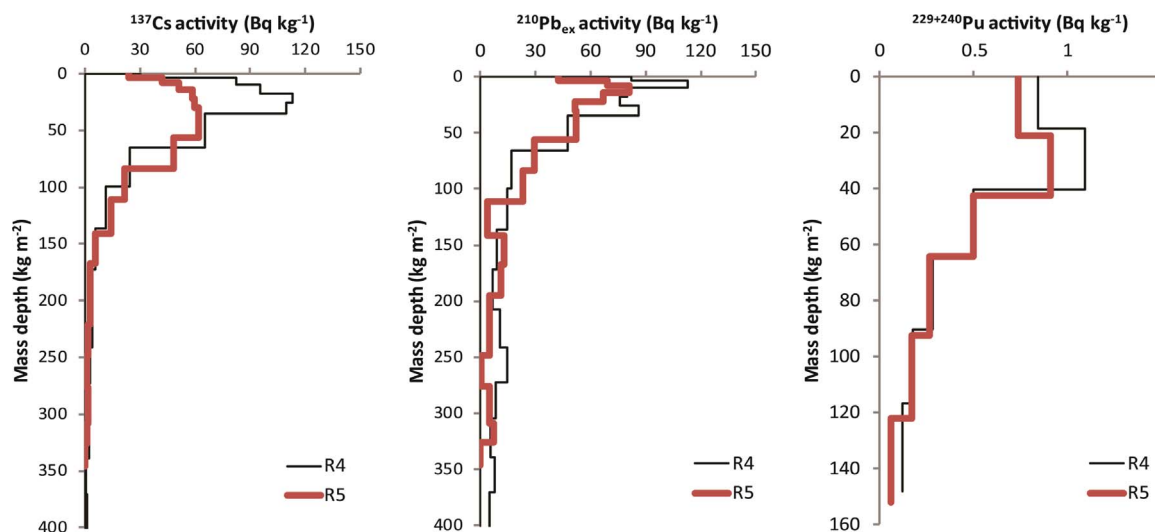 ¹³⁷Cs activity (Bq kg⁻¹)
0 30 60 90 120 150
0
50
100
150
200
250
300
350
400
Mass depth (kg m⁻²)
R4
R5
²¹⁰Pbₑₓ activity (Bq kg⁻¹)
0 30 60 90 120 150
0
50
100
150
200
250
300
350
400
Mass depth (kg m⁻²)
R4
R5
²²⁹⁺²⁴⁰Pu activity (Bq kg⁻¹)
0 0.5 1
0
20
40
60
80
100
120
140
160
Mass depth (kg m⁻²)
R4
R5